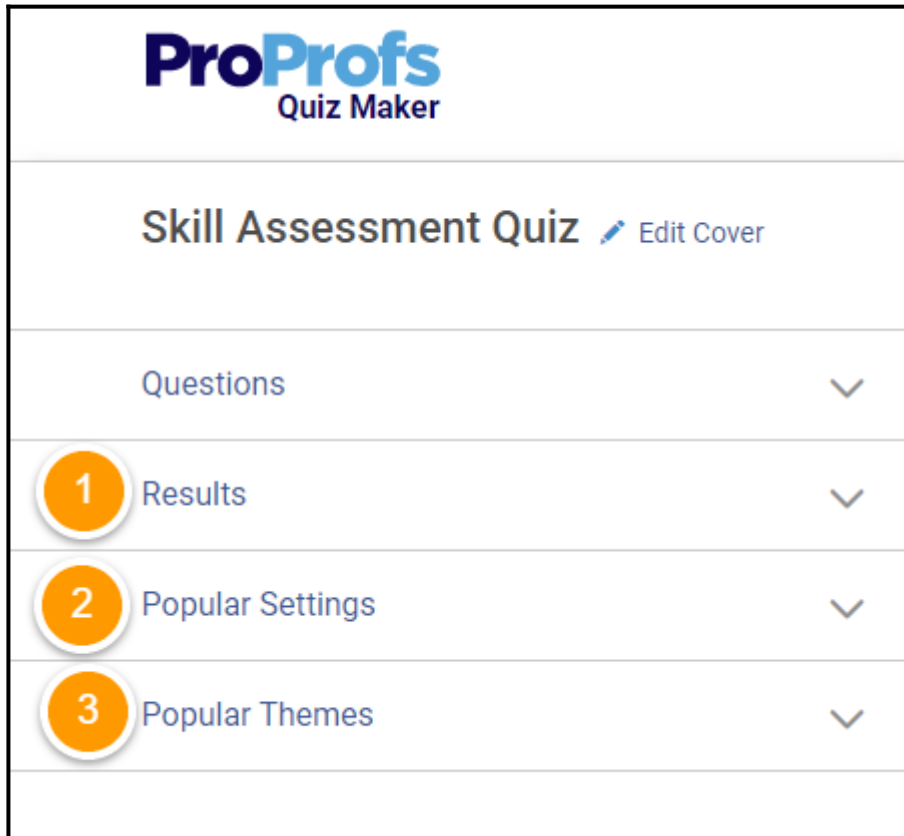 ProProfs
Quiz Maker
Skill Assessment Quiz Edit Cover
Questions
1 Results
2 Popular Settings
3 Popular Themes